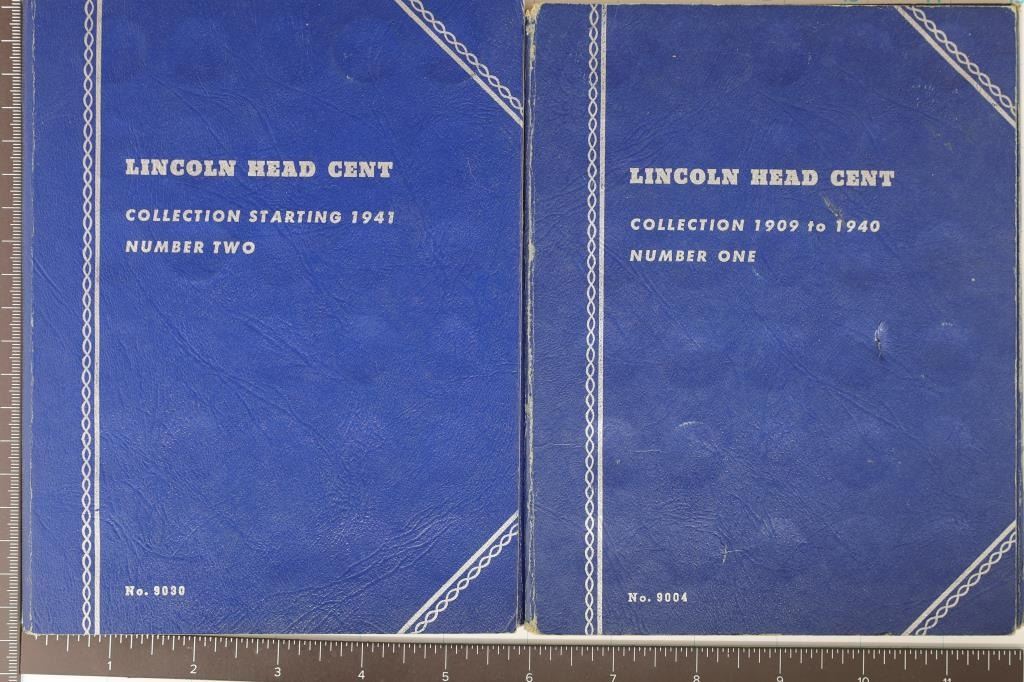 LINCOLN HEAD CENT
COLLECTION STARTING 1941
NUMBER TWO
No. 9030
LINCOLN HEAD CENT
COLLECTION 1909 to 1940
NUMBER ONE
No. 9004
1 2 3 4 5 6 7 8 9 10 11